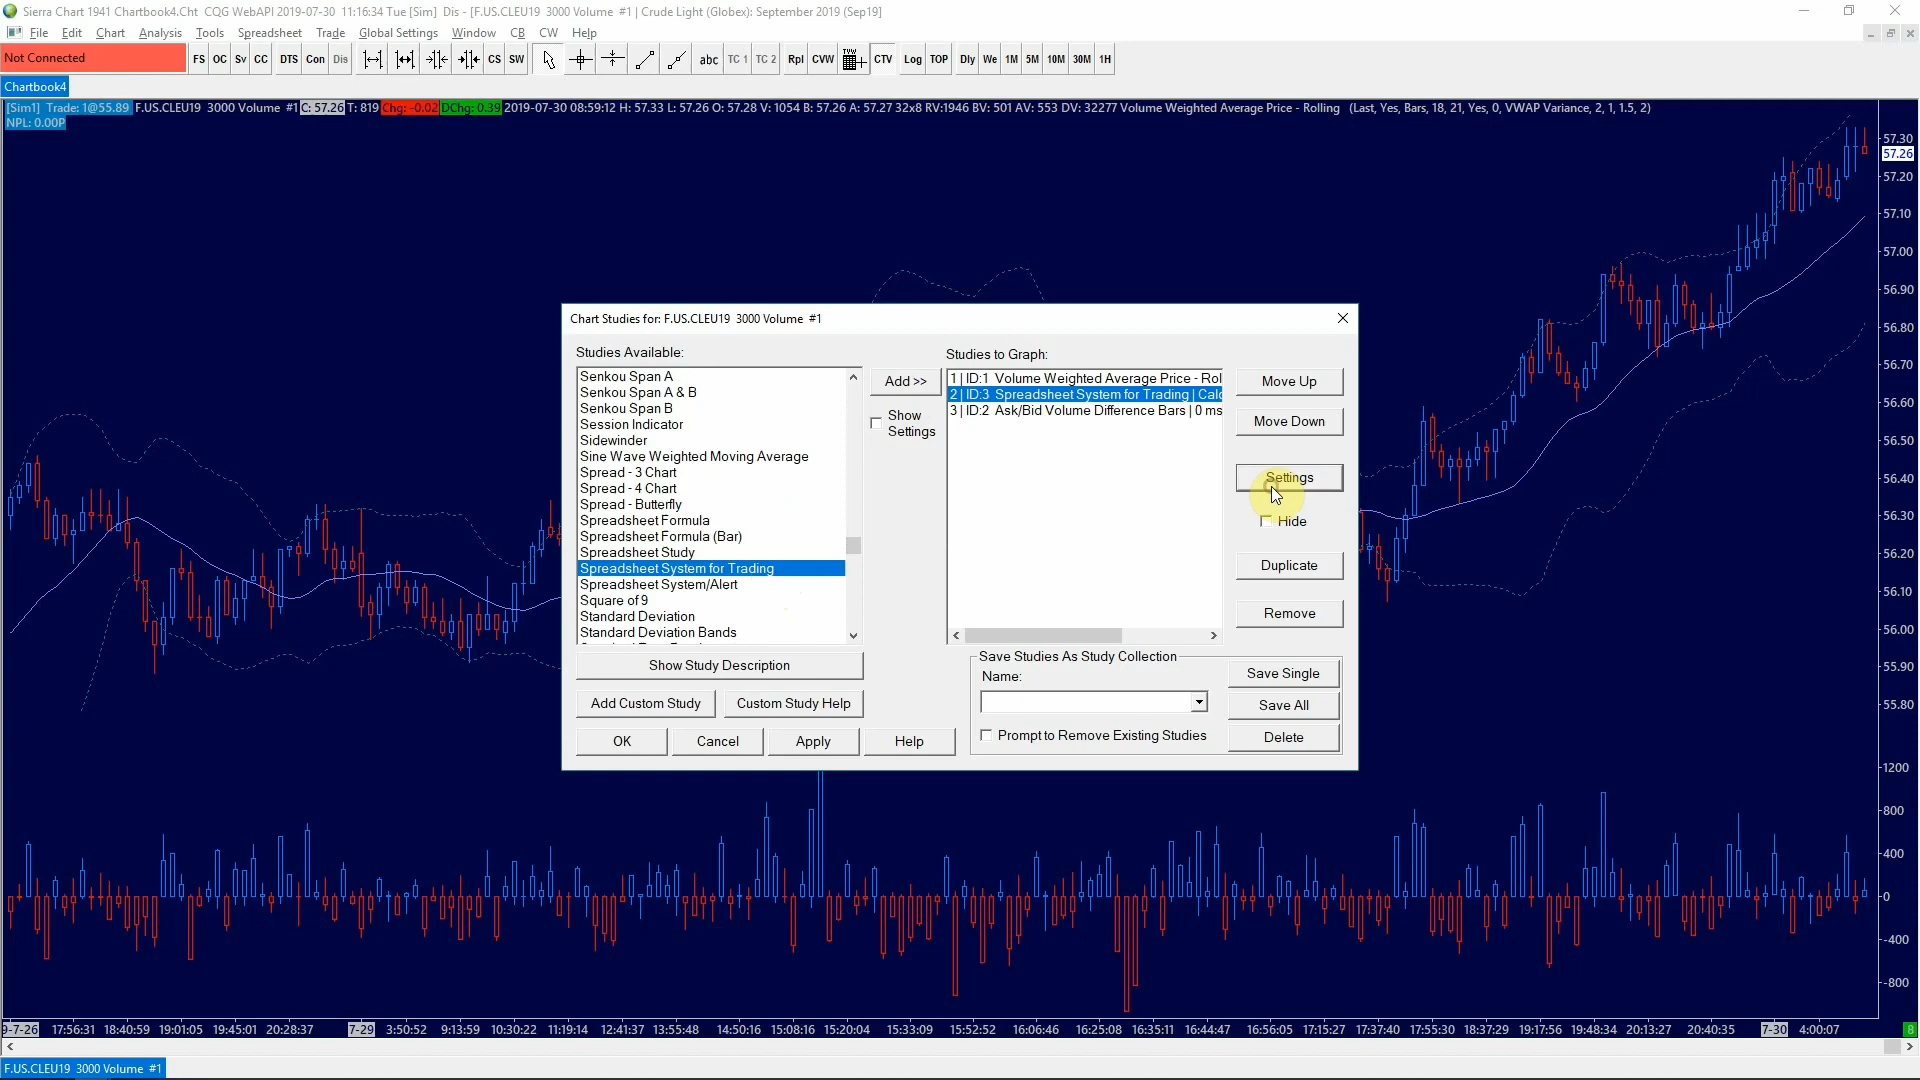 Sierra Chart 1941 Chartbook4.Cht  CQG WebAPI 2019-07-30  11:16:34 Tue [Sim]  Dis - [F.US.CLEU19  3000 Volume  #1 | Crude Light (Globex): September 2019 (Sep19]
File Edit Chart Analysis Tools Spreadsheet Trade Global Settings Window CB CW Help
Not Connected FS OC Sv CC DTS Con Dis CS SW abc TC 1 TC 2 Rpl CVW TVW CTV Log TOP Dly We 1M 5M 10M 30M 1H
Chartbook4
[Sim1]  Trade: 1@55.89 F.US.CLEU19  3000 Volume  #1 C: 57.26 T: 819 Chg: -0.02 DChg: 0.39 2019-07-30 08:59:12 H: 57.33 L: 57.26 O: 57.28 V: 1054 B: 57.26 A: 57.27 32x8 RV:1946 BV: 501 AV: 553 DV: 32277 Volume Weighted Average Price - Rolling  (Last, Yes, Bars, 18, 21, Yes, 0, VWAP Variance, 2, 1, 1.5, 2)
NPL: 0.00P
57.30
57.26
57.20
57.10
57.00
56.90
56.80
56.70
56.60
56.50
56.40
56.30
56.20
56.10
56.00
55.90
55.80
1200
800
400
0
-400
-800
Chart Studies for: F.US.CLEU19  3000 Volume  #1
Studies Available:
Senkou Span A
Senkou Span A & B
Senkou Span B
Session Indicator
Sidewinder
Sine Wave Weighted Moving Average
Spread - 3 Chart
Spread - 4 Chart
Spread - Butterfly
Spreadsheet Formula
Spreadsheet Formula (Bar)
Spreadsheet Study
Spreadsheet System for Trading
Spreadsheet System/Alert
Square of 9
Standard Deviation
Standard Deviation Bands
Add >>
Show
Settings
Studies to Graph:
1 | ID:1  Volume Weighted Average Price - Rol
2 | ID:3  Spreadsheet System for Trading | Calc
3 | ID:2  Ask/Bid Volume Difference Bars | 0 ms
Move Up
Move Down
Settings
Hide
Duplicate
Remove
Show Study Description
Add Custom Study
Custom Study Help
OK
Cancel
Apply
Help
Save Studies As Study Collection
Name:
Prompt to Remove Existing Studies
Save Single
Save All
Delete
9-7-26 17:56:31 18:40:59 19:01:05 19:45:01 20:28:37 7-29 3:50:52 9:13:59 10:30:22 11:19:14 12:41:37 13:55:48 14:50:16 15:08:16 15:20:04 15:33:09 15:52:52 16:06:46 16:25:08 16:35:11 16:44:47 16:56:05 17:15:27 17:37:40 17:55:30 18:37:29 19:17:56 19:48:34 20:13:27 20:40:35 7-30 4:00:07 8
F.US.CLEU19  3000 Volume  #1